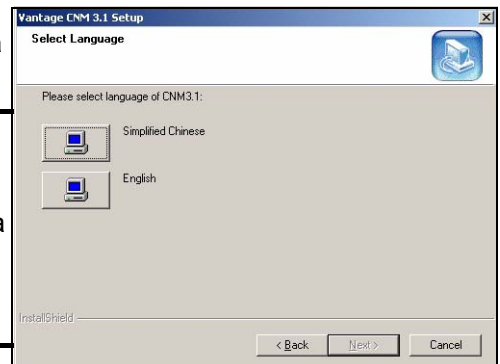 Vantage CNM 3.1 Setup
Select Language
a
Please select language of CNM3.1:
Simplified Chinese
English
a
InstallShield
< Back Next > Cancel